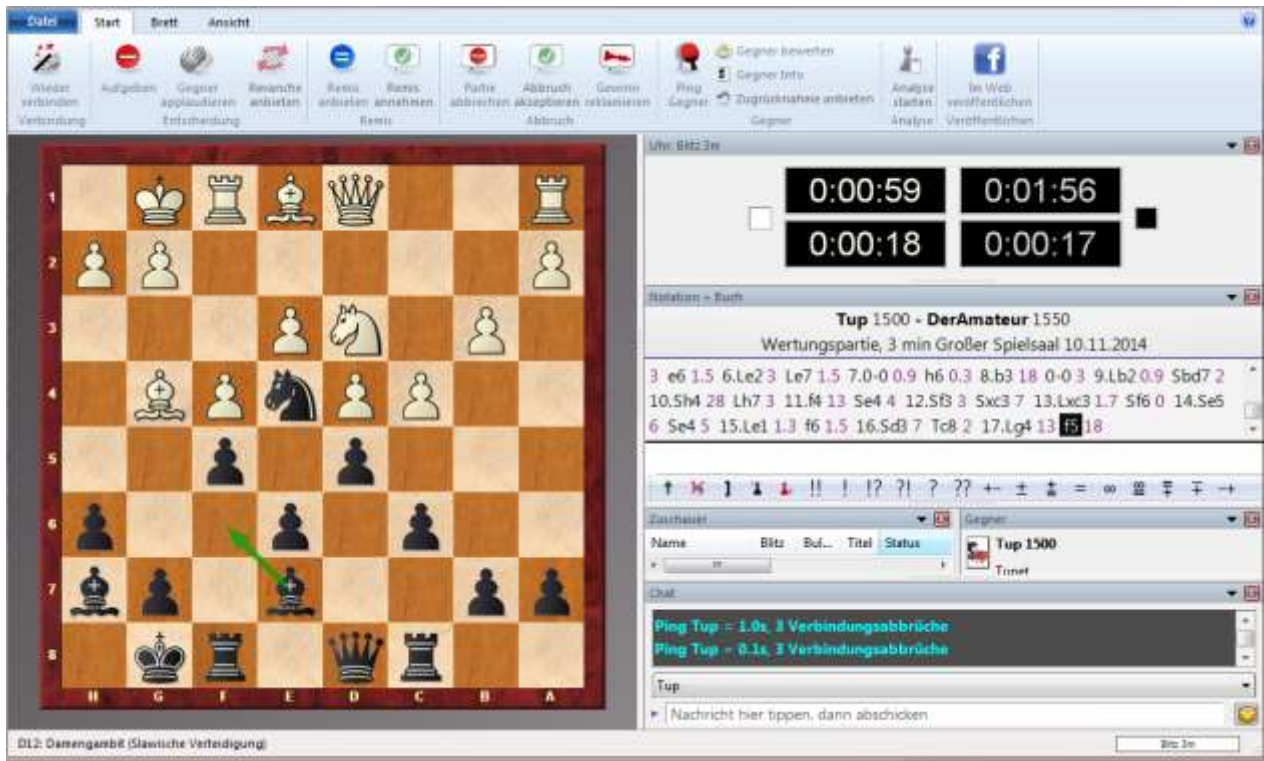 Datei Start Brett Ansicht
Wieder verbinden
Aufgeben
Gegner applaudieren
Revanche anbieten
Remis anbieten
Remis annehmen
Partie abbrechen
Abbruch akzeptieren
Gewinn reklamieren
Ping Gegner
Gegner bewerten
Gegner Info
Zugrücknahme anbieten
Analyse starten
Im Web veröffentlichen
Verbindung Entscheidung Remis Abbruch Gegner Analyse Veröffentlichen
Uhr: Blitz 3m
0:00:59 0:01:56
0:00:18 0:00:17
Notation + Buch
Tup 1500 - DerAmateur 1550
Wertungspartie, 3 min Großer Spielsaal 10.11.2014
3 e6 1.5 6.Le2 3 Le7 1.5 7.0-0 0.9 h6 0.3 8.b3 18 0-0 3 9.Lb2 0.9 Sbd7 2
10.Sh4 28 Lh7 3 11.f4 13 Se4 4 12.Sf3 3 Sxc3 7 13.Lxc3 1.7 Sf6 0 14.Se5
6 Se4 5 15.Le1 1.3 f6 1.5 16.Sd3 7 Tc8 2 17.Lg4 13 f5 18
!! ! !? ?! ? ?? +- ± = ∞ ∓ -+
Zuschauer Gegner
Name Blitz Bul... Titel Status
Tup 1500
Chat
Ping Tup = 1.0s, 3 Verbindungsabbrüche
Ping Tup = 0.1s, 3 Verbindungsabbrüche
Tup
Nachricht hier tippen, dann abschicken
1
2
3
4
5
6
7
8
H G F E D C B A
D12: Damengambit (Slawische Verteidigung)
Blitz 3m